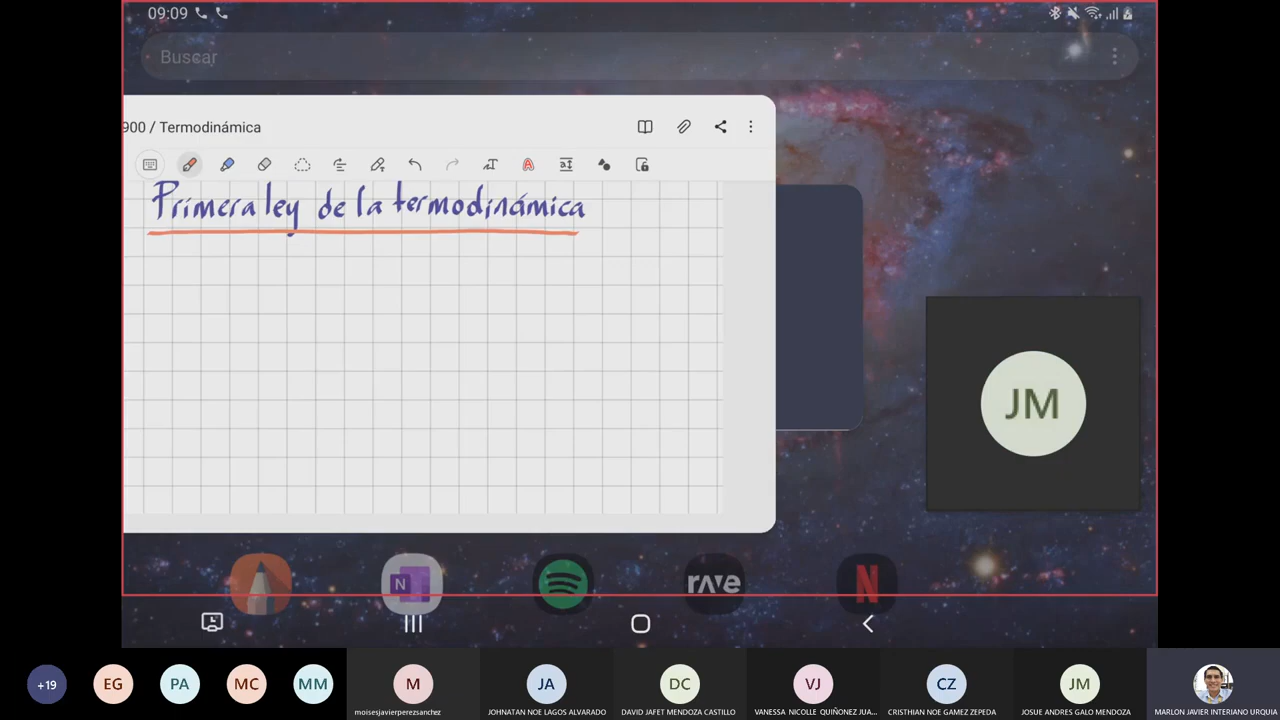 09:09
Buscar
900 / Termodinámica
Primera ley de la termodinámica
JM
N
rave
N
+19
EG
PA
MC
MM
M
JA
DC
VJ
CZ
JM
moisesjavierperezsanchez
JOHNATAN NOE LAGOS ALVARADO
DAVID JAFET MENDOZA CASTILLO
VANESSA NICOLLE QUIÑONEZ JUA...
CRISTHIAN NOE GAMEZ ZEPEDA
JOSUE ANDRES GALO MENDOZA
MARLON JAVIER INTERIANO URQUIA